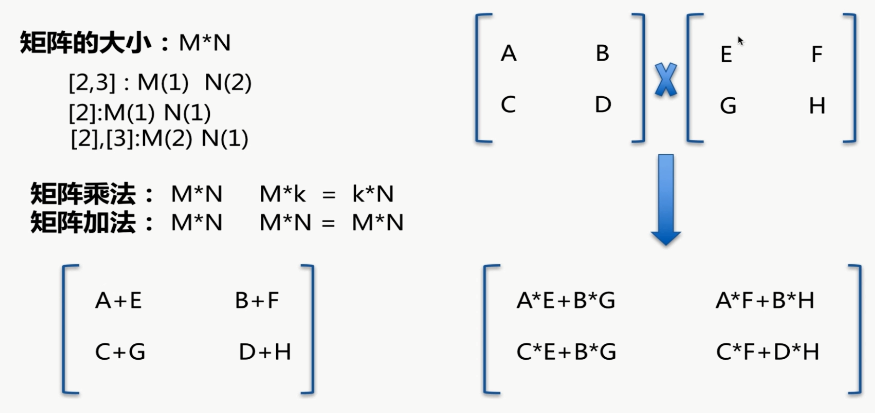 矩阵的大小：M*N
[2,3] : M(1) N(2)
[2]:M(1) N(1)
[2],[3]:M(2) N(1)
矩阵乘法： M*N M*k = k*N
矩阵加法： M*N M*N = M*N
A B
C D
X
E F
G H
A+E B+F
C+G D+H
A*E+B*G A*F+B*H
C*E+B*G C*F+D*H